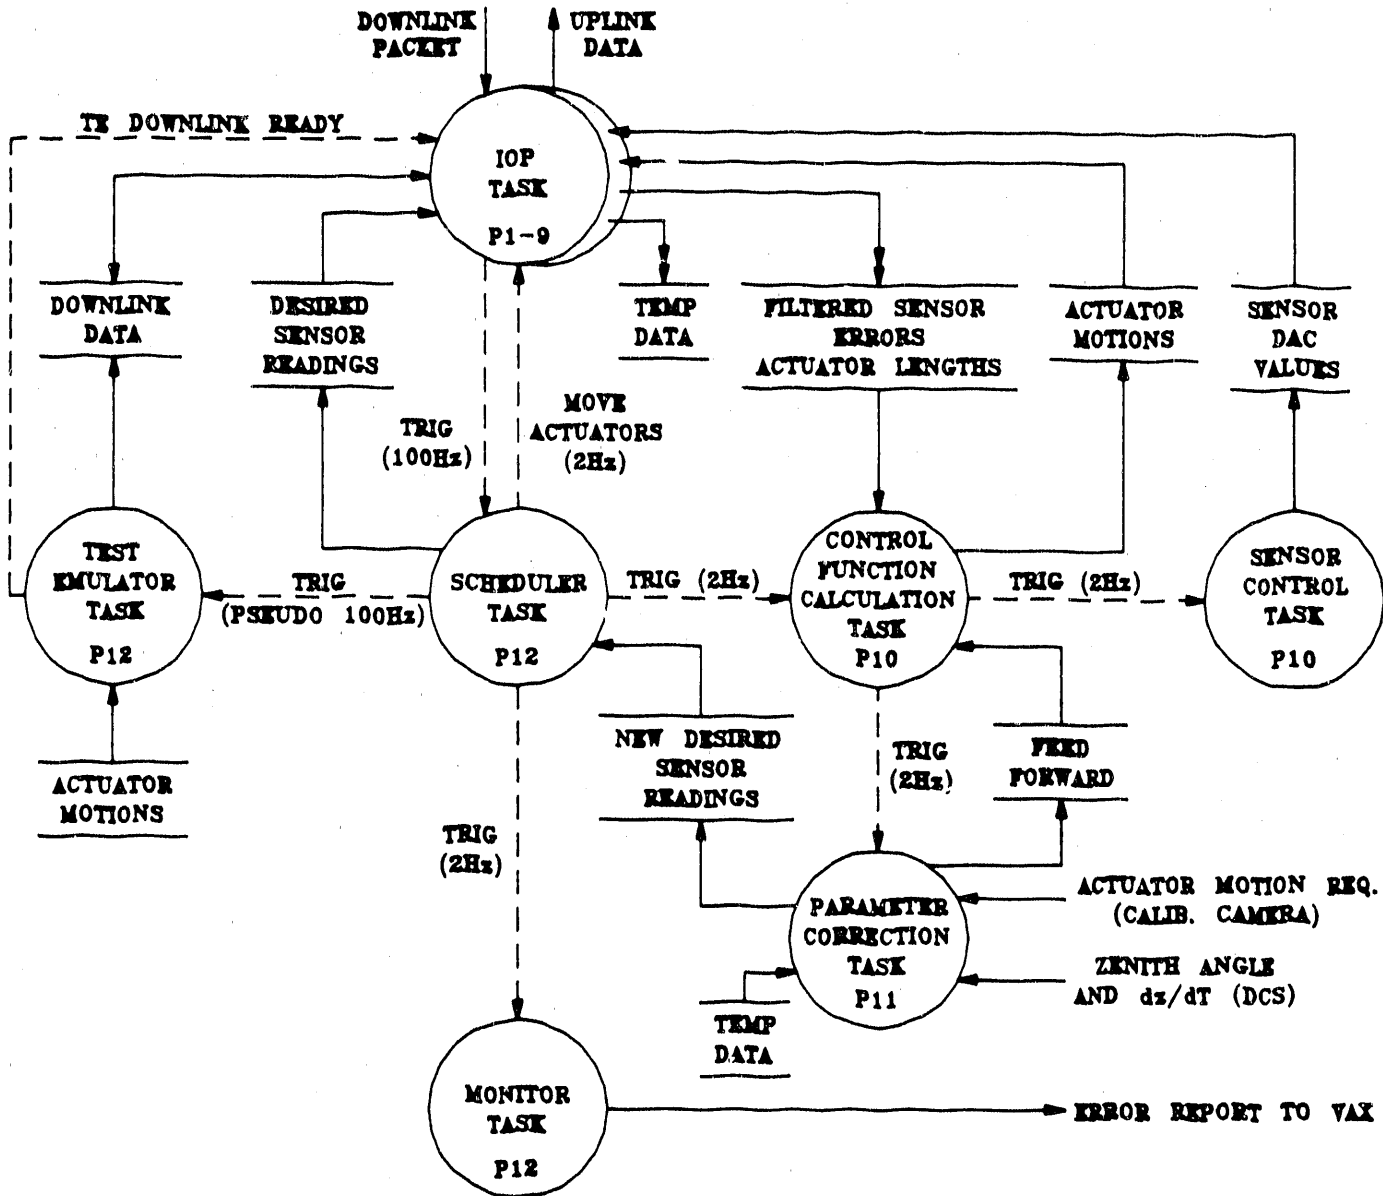 DOWNLINK
PACKET
UPLINK
DATA
TE DOWNLINK READY
IOP
TASK
P1-9
DOWNLINK
DATA
DESIRED
SENSOR
READINGS
TEMP
DATA
FILTERED SENSOR
ERRORS
ACTUATOR LENGTHS
ACTUATOR
MOTIONS
SENSOR
DAC
VALUES
TRIG
(100Hz)
MOVE
ACTUATORS
(2Hz)
TEST
EMULATOR
TASK
P12
TRIG
(PSEUDO 100Hz)
SCHEDULER
TASK
P12
TRIG (2Hz)
CONTROL
FUNCTION
CALCULATION
TASK
P10
TRIG (2Hz)
SENSOR
CONTROL
TASK
P10
ACTUATOR
MOTIONS
NEW DESIRED
SENSOR
READINGS
TRIG
(2Hz)
FEED
FORWARD
TRIG
(2Hz)
PARAMETER
CORRECTION
TASK
P11
ACTUATOR MOTION REQ.
(CALIB. CAMERA)
ZENITH ANGLE
AND dz/dT (DCS)
TEMP
DATA
MONITOR
TASK
P12
ERROR REPORT TO VAX